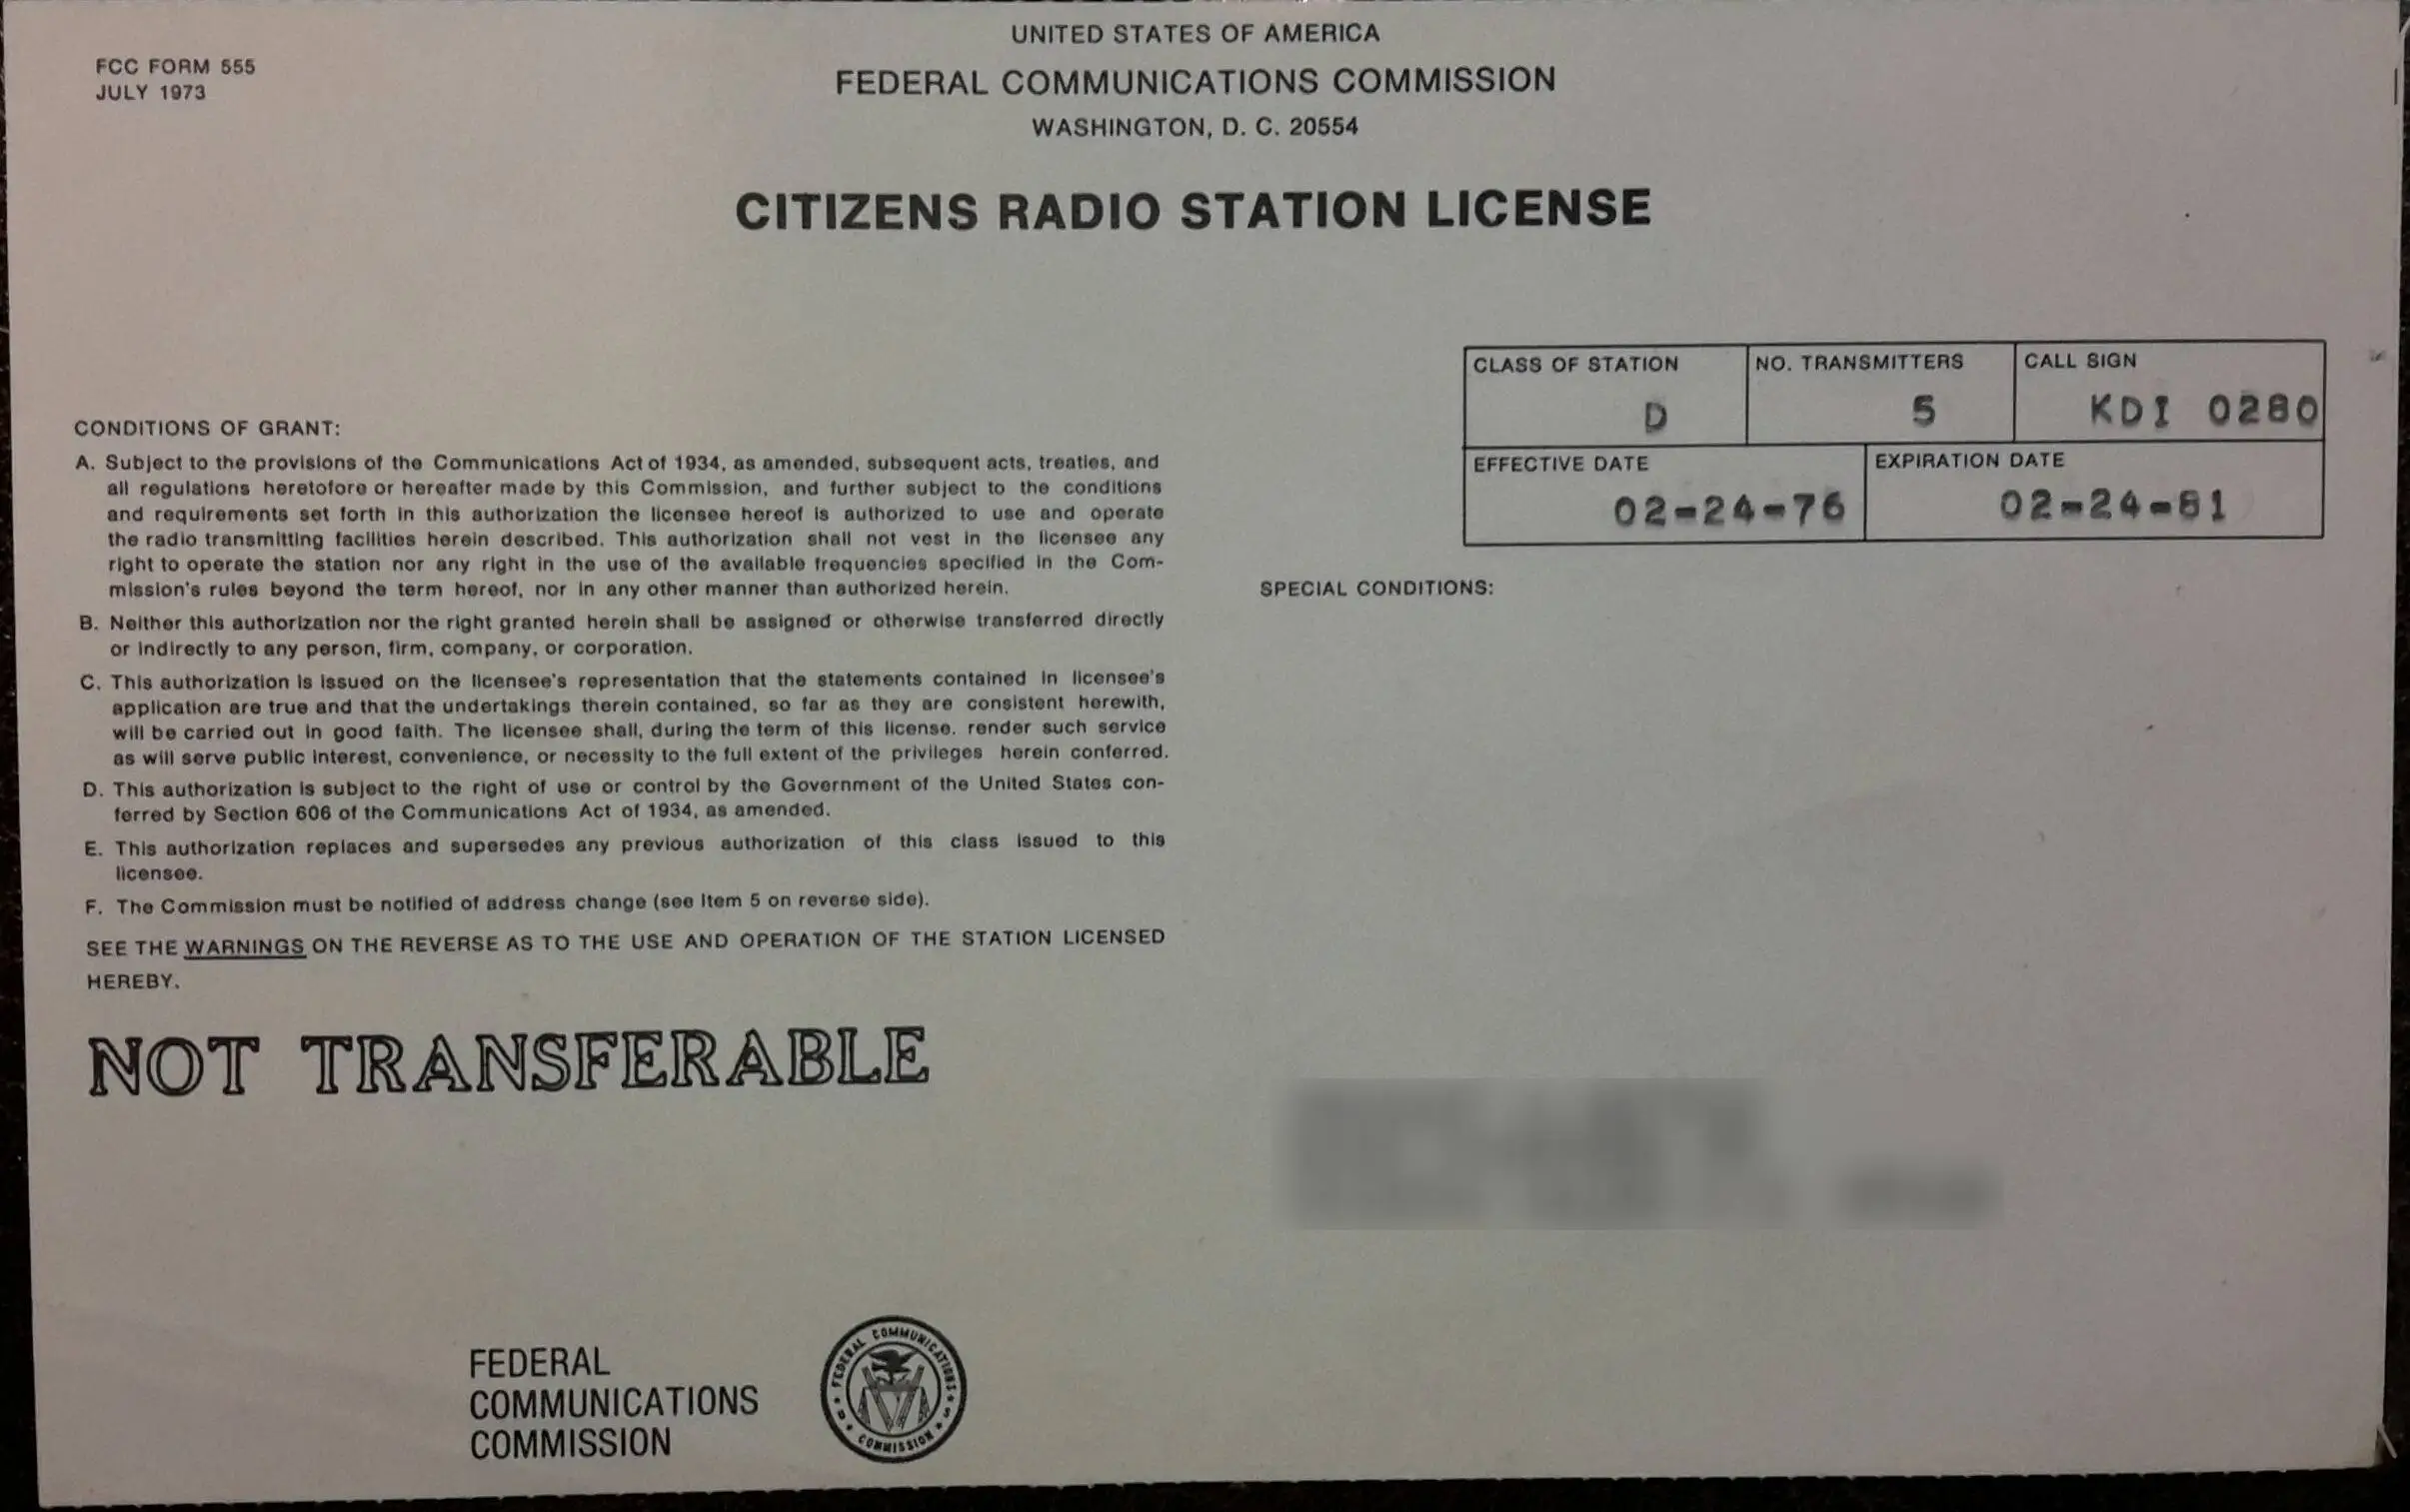 FCC FORM 555
JULY 1973
UNITED STATES OF AMERICA
FEDERAL COMMUNICATIONS COMMISSION
WASHINGTON, D. C. 20554
CITIZENS RADIO STATION LICENSE
CLASS OF STATION
D
NO. TRANSMITTERS
5
CALL SIGN
KDI 0280
EFFECTIVE DATE
02-24-76
EXPIRATION DATE
02-24-81
CONDITIONS OF GRANT:
A. Subject to the provisions of the Communications Act of 1934, as amended, subsequent acts, treaties, and
all regulations heretofore or hereafter made by this Commission, and further subject to the conditions
and requirements set forth in this authorization the licensee hereof is authorized to use and operate
the radio transmitting facilities herein described. This authorization shall not vest in the licensee any
right to operate the station nor any right in the use of the available frequencies specified in the Com-
mission's rules beyond the term hereof, nor in any other manner than authorized herein.
B. Neither this authorization nor the right granted herein shall be assigned or otherwise transferred directly
or indirectly to any person, firm, company, or corporation.
C. This authorization is issued on the licensee's representation that the statements contained in licensee's
application are true and that the undertakings therein contained, so far as they are consistent herewith,
will be carried out in good faith. The licensee shall, during the term of this license, render such service
as will serve public interest, convenience, or necessity to the full extent of the privileges herein conferred.
D. This authorization is subject to the right of use or control by the Government of the United States con-
ferred by Section 606 of the Communications Act of 1934, as amended.
E. This authorization replaces and supersedes any previous authorization of this class issued to this
licensee.
F. The Commission must be notified of address change (see Item 5 on reverse side).
SEE THE WARNINGS ON THE REVERSE AS TO THE USE AND OPERATION OF THE STATION LICENSED
HEREBY.
NOT TRANSFERABLE
SPECIAL CONDITIONS:
FEDERAL
COMMUNICATIONS
COMMISSION
FEDERAL COMMUNICATIONS COMMISSION U S